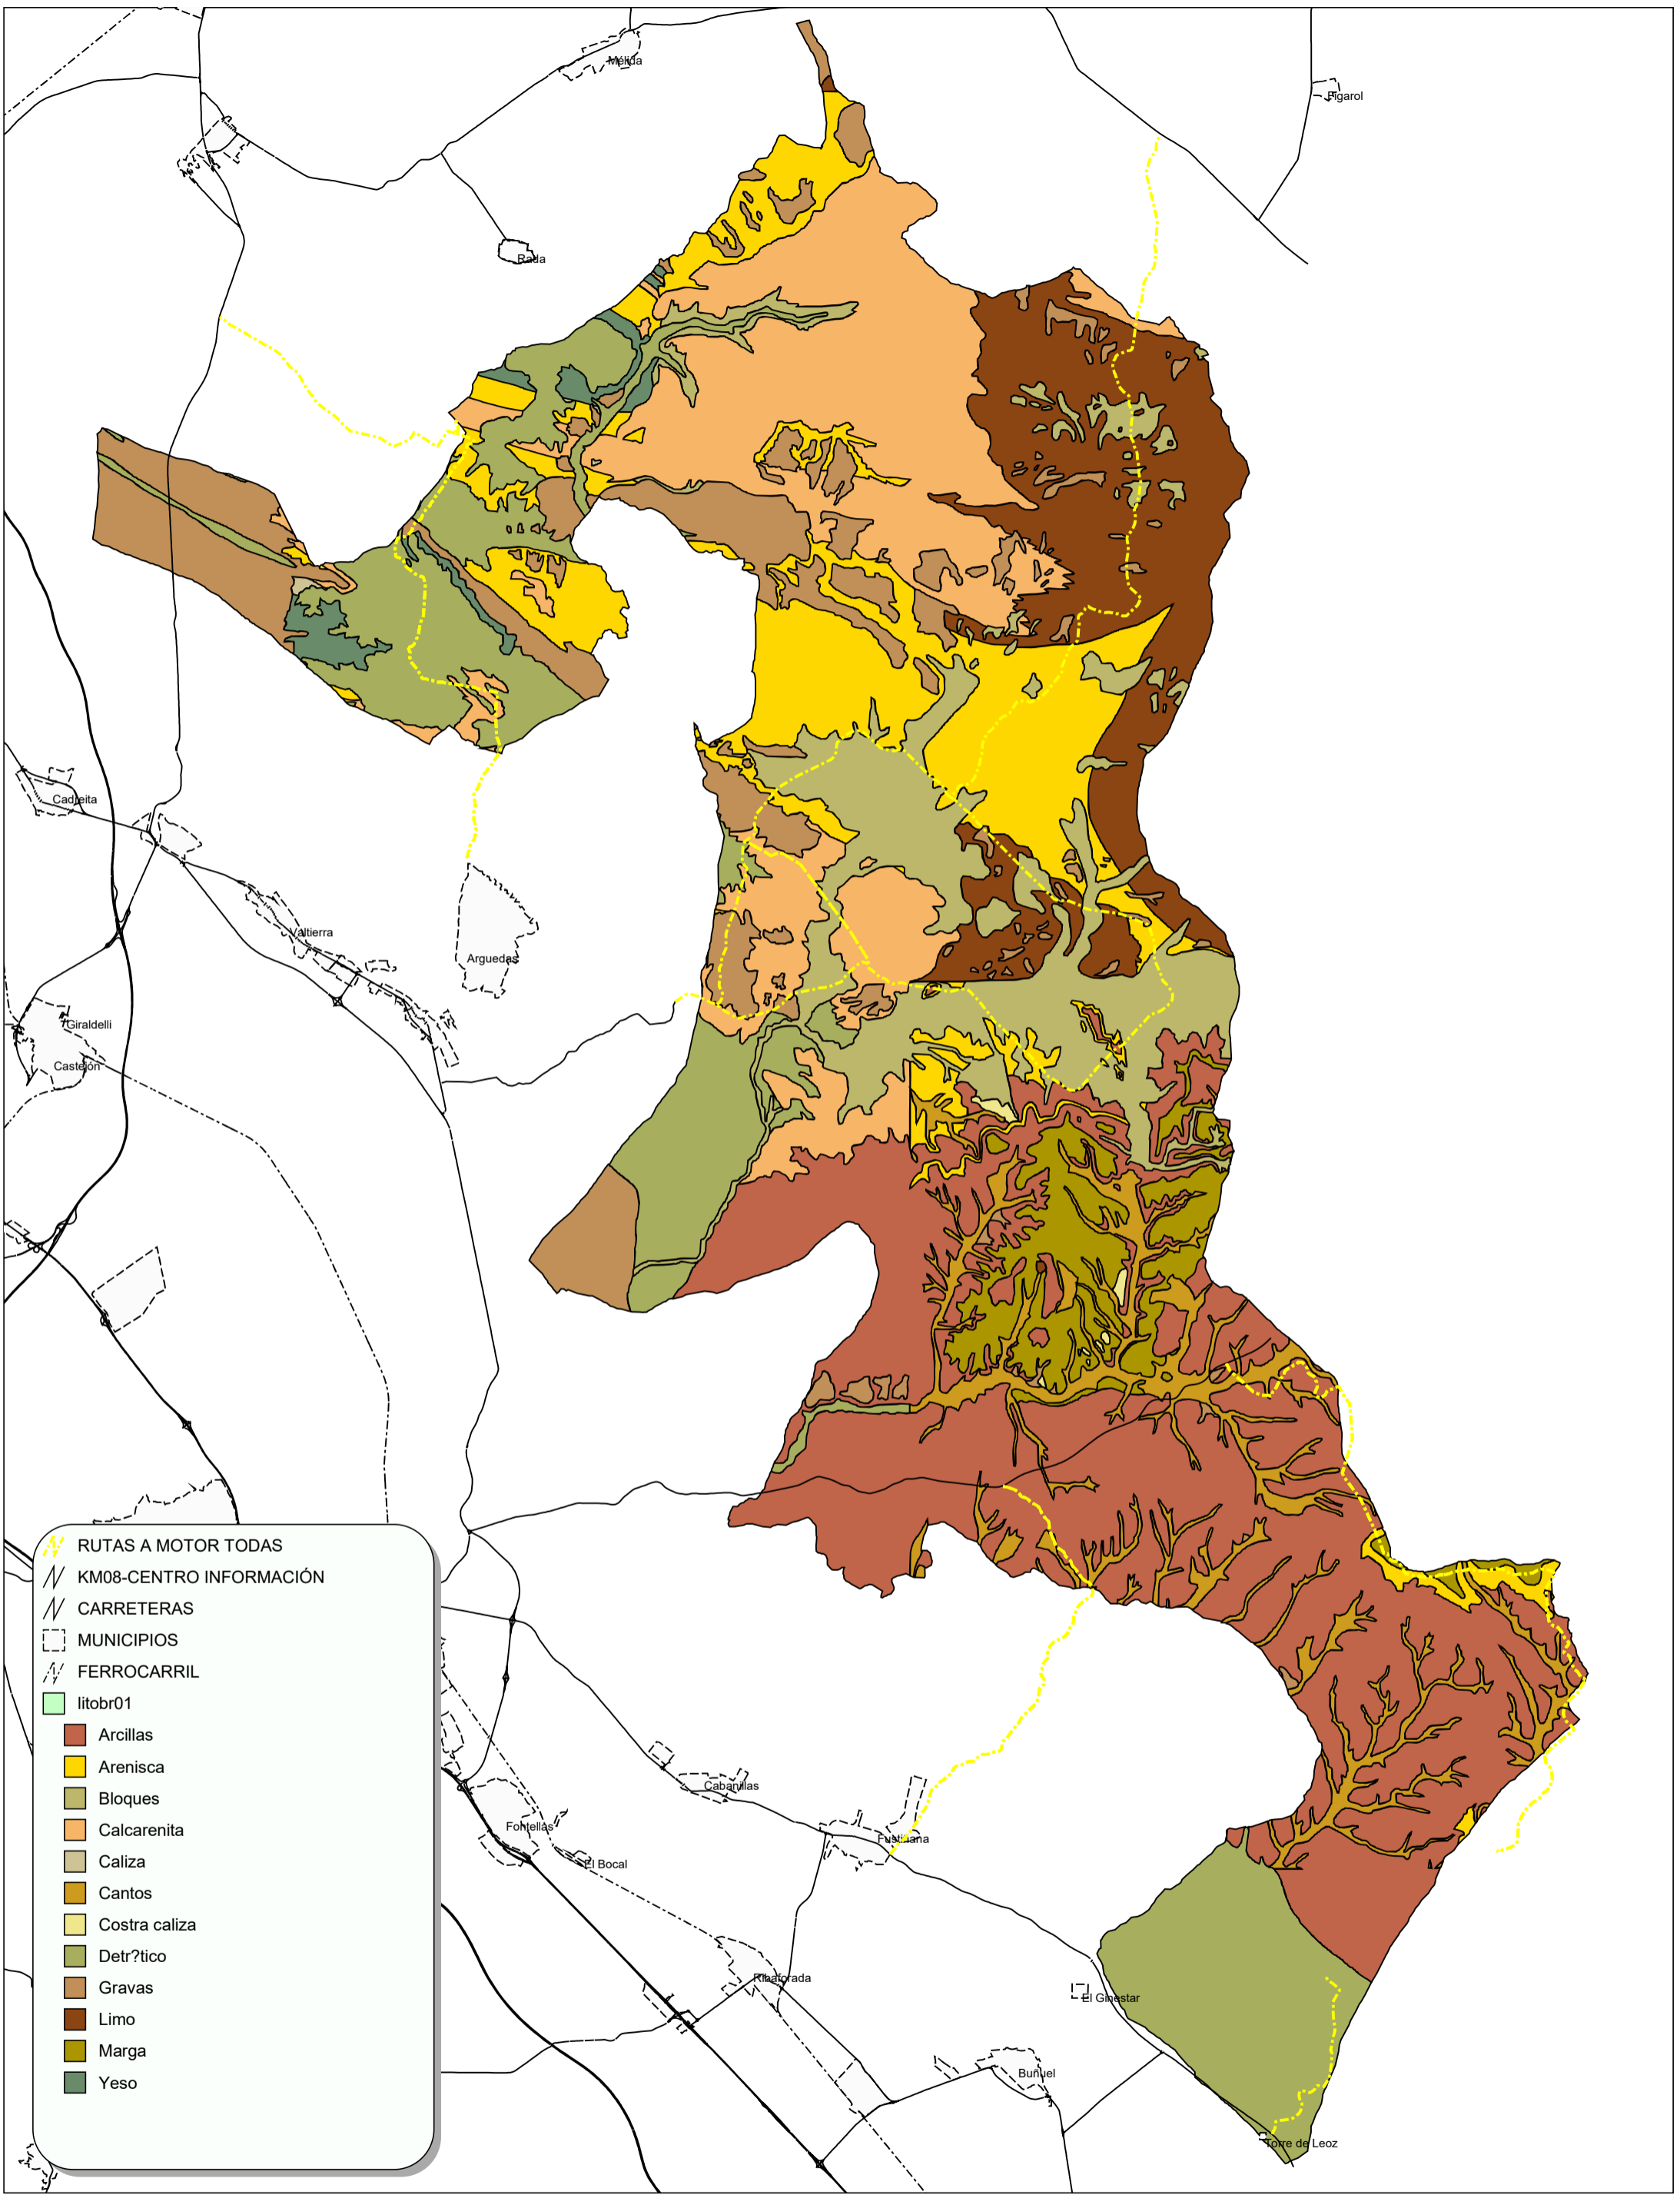 Mélida
Figarol
Rada
Cadreita
Valtierra
Arguedas
Giraldelli
Castejón
RUTAS A MOTOR TODAS
KM08-CENTRO INFORMACIÓN
CARRETERAS
MUNICIPIOS
FERROCARRIL
litobr01
Arcillas
Arenisca
Bloques
Calcarenita
Caliza
Cantos
Costra caliza
Detr?tico
Gravas
Limo
Marga
Yeso
Cabanillas
Fontellas
Fustiñana
El Bocal
Ribaforada
El Ginestar
Buñuel
Torre de Leoz